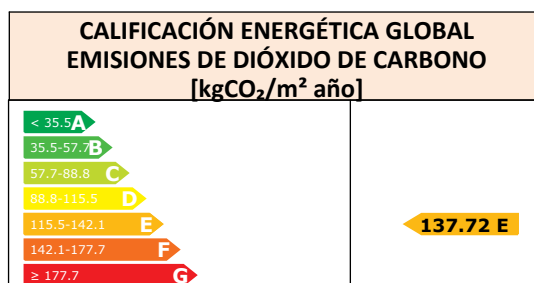 CALIFICACIÓN ENERGÉTICA GLOBAL
EMISIONES DE DIÓXIDO DE CARBONO
[kgCO₂/m² año]
< 35.5 A
35.5-57.7 B
57.7-88.8 C
88.8-115.5 D
115.5-142.1 E
137.72 E
142.1-177.7 F
≥ 177.7 G